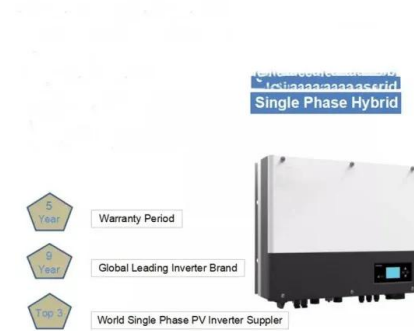 Single Phase Hybrid
5
Year
Warranty Period
9
Year
Global Leading Inverter Brand
Top 3
World Single Phase PV Inverter Suppler